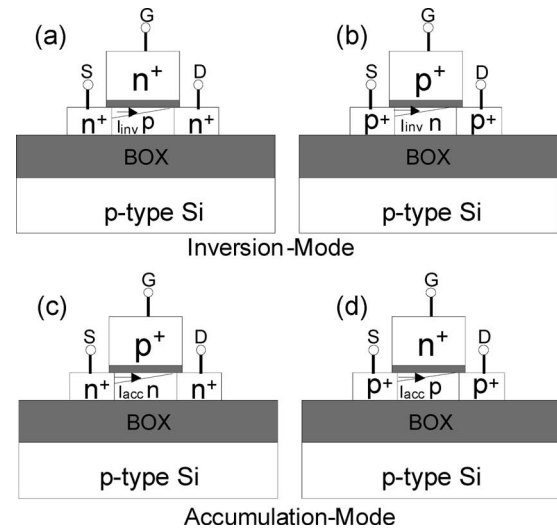 (a)
G
n+
S
D
n+
Iinv p
n+
BOX
p-type Si
(b)
G
p+
S
D
p+
Iinv n
p+
BOX
p-type Si
Inversion-Mode
(c)
G
p+
S
D
n+
Iacc n
n+
BOX
p-type Si
(d)
G
n+
S
D
p+
Iacc p
p+
BOX
p-type Si
Accumulation-Mode